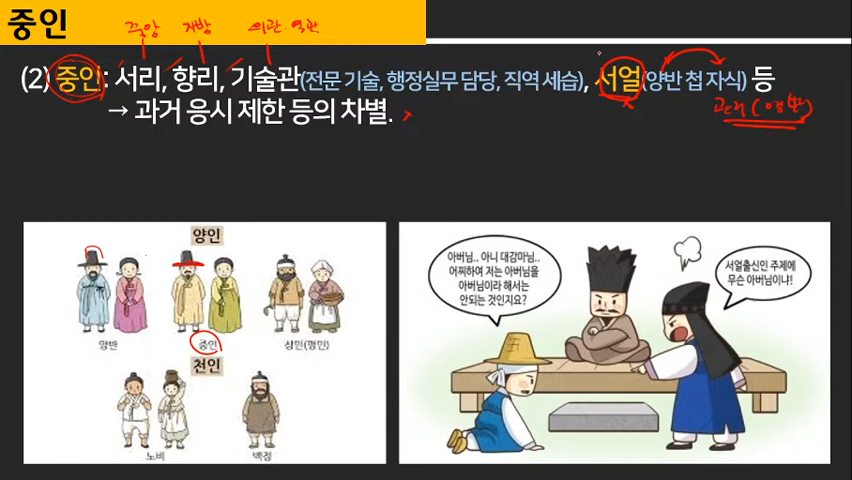 중인
중앙 지방 의관·역관
(2) 중인: 서리, 향리, 기술관(전문 기술, 행정실무 담당, 직역 세습), 서얼(양반 첩 자식) 등
→ 과거 응시 제한 등의 차별.
양인
양반 중인 상민(평민)
천인
노비 백정
아버님.. 아니 대감마님..
어찌하여 저는 아버님을
아버님이라 해서는
안되는 것인지요?
서얼출신인 주제에
무슨 아버님이냐!